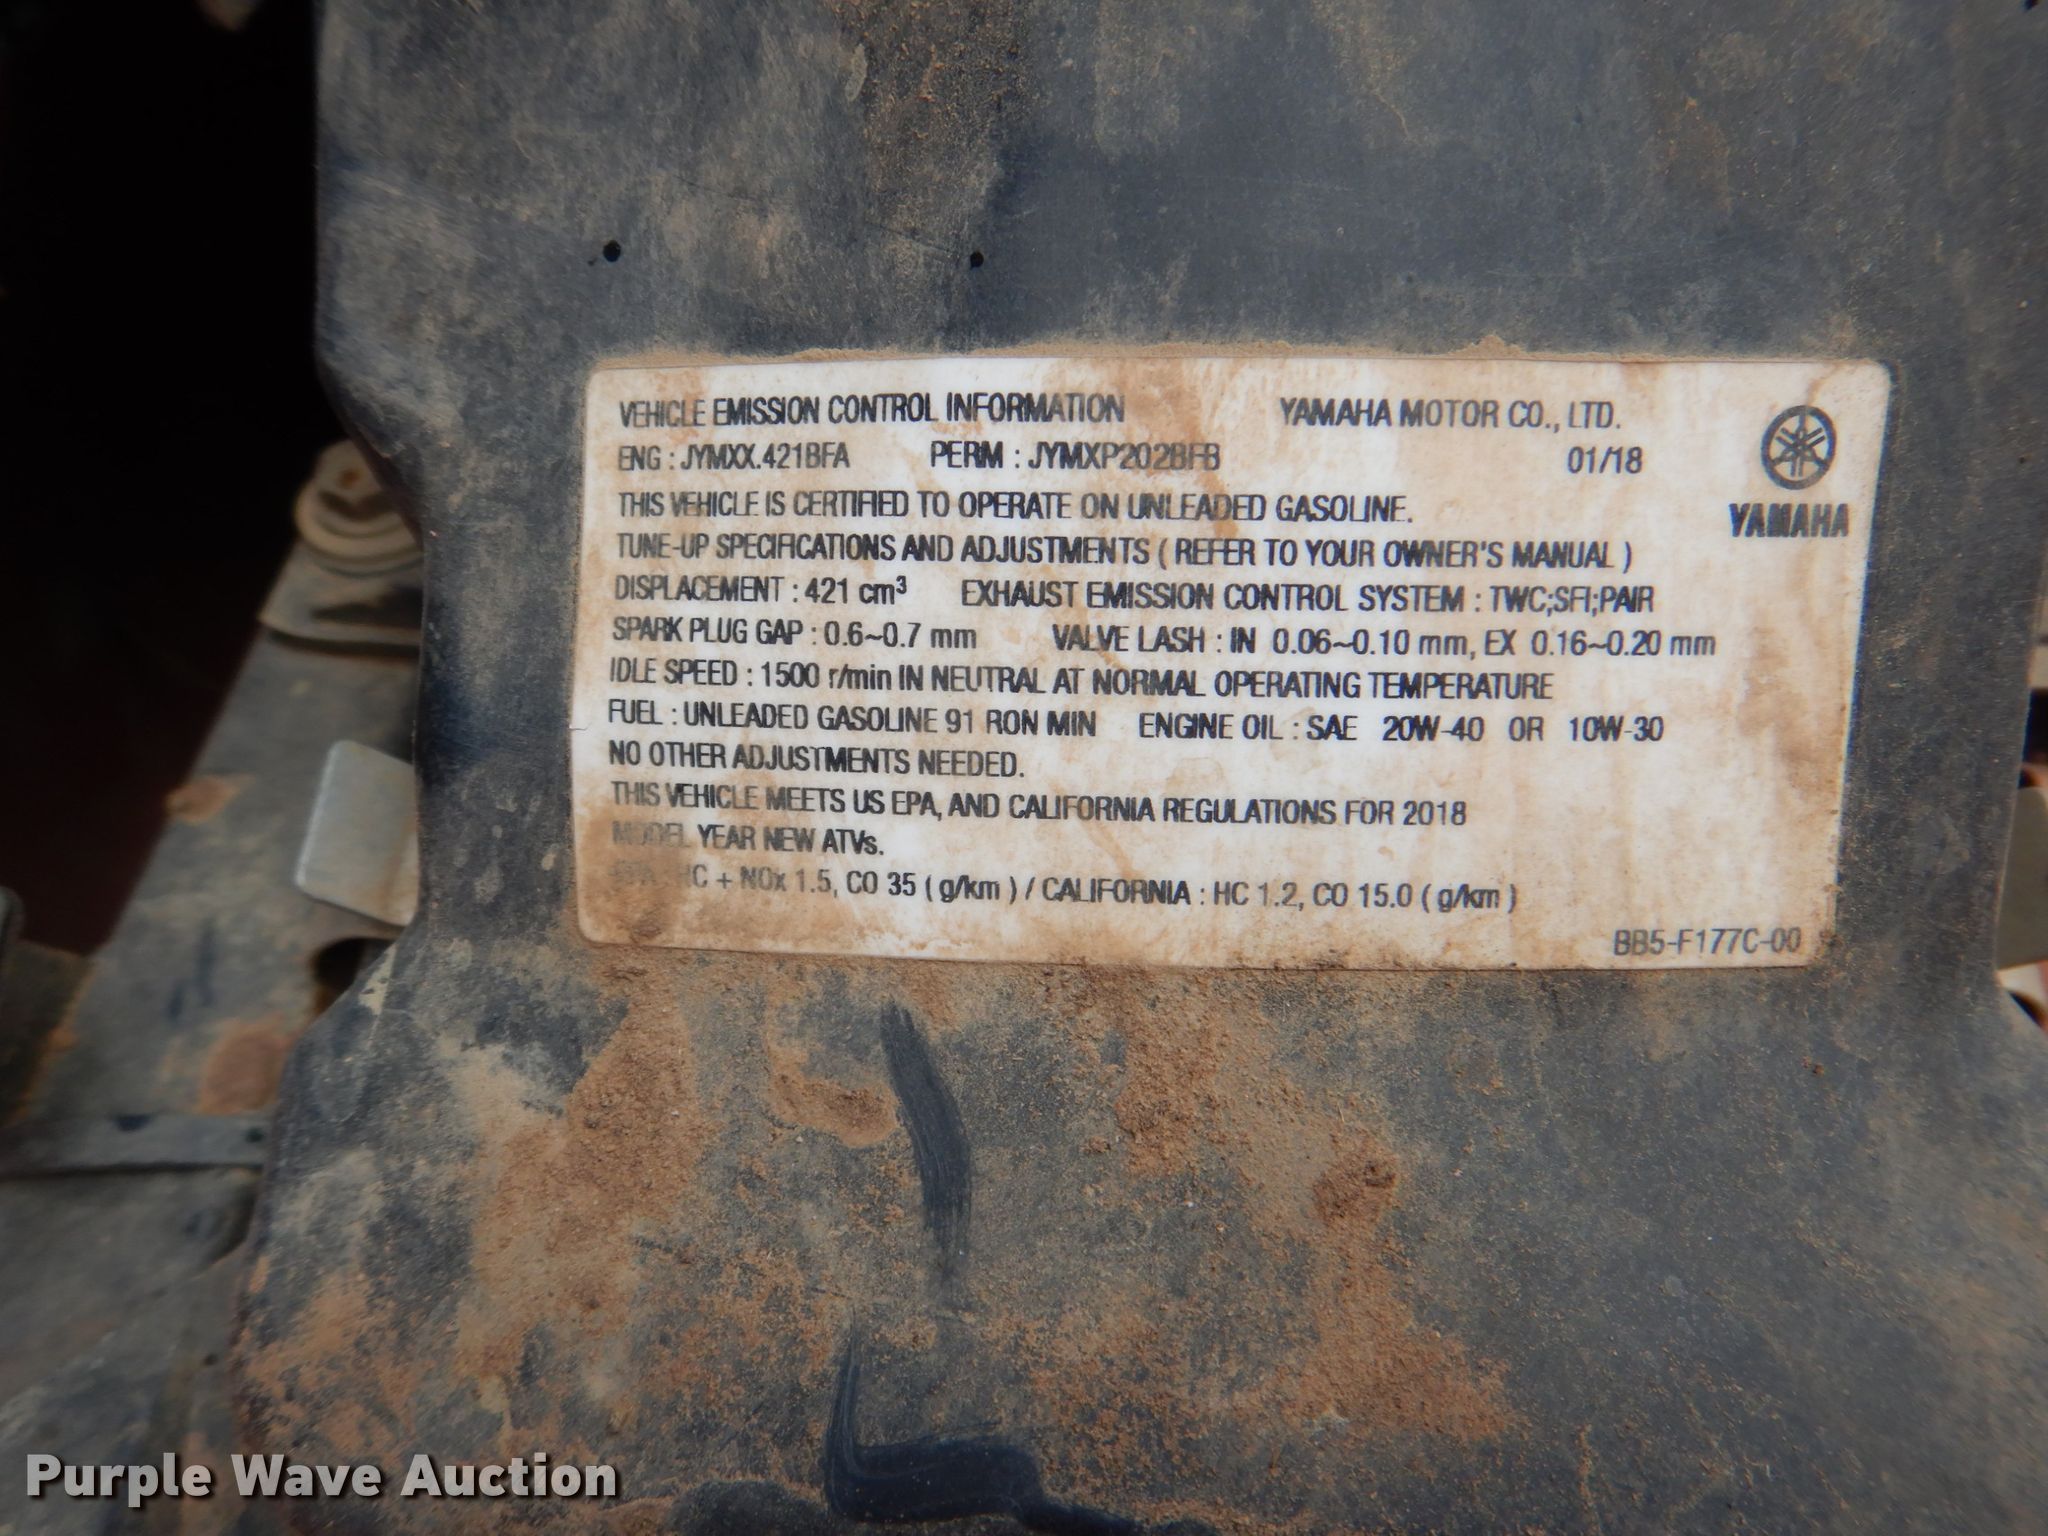 VEHICLE EMISSION CONTROL INFORMATION YAMAHA MOTOR CO., LTD.
ENG : JYMXX.421BFA PERM : JYMXP202BFB 01/18
YAMAHA
THIS VEHICLE IS CERTIFIED TO OPERATE ON UNLEADED GASOLINE.
TUNE-UP SPECIFICATIONS AND ADJUSTMENTS ( REFER TO YOUR OWNER'S MANUAL )
DISPLACEMENT : 421 cm³ EXHAUST EMISSION CONTROL SYSTEM : TWC;SFI;PAIR
SPARK PLUG GAP : 0.6~0.7 mm VALVE LASH : IN 0.06~0.10 mm, EX 0.16~0.20 mm
IDLE SPEED : 1500 r/min IN NEUTRAL AT NORMAL OPERATING TEMPERATURE
FUEL : UNLEADED GASOLINE 91 RON MIN ENGINE OIL : SAE 20W-40 OR 10W-30
NO OTHER ADJUSTMENTS NEEDED.
THIS VEHICLE MEETS US EPA, AND CALIFORNIA REGULATIONS FOR 2018
MODEL YEAR NEW ATVs.
HC + NOx 1.5, CO 35 ( g/km ) / CALIFORNIA : HC 1.2, CO 15.0 ( g/km )
BB5-F177C-00
Purple Wave Auction